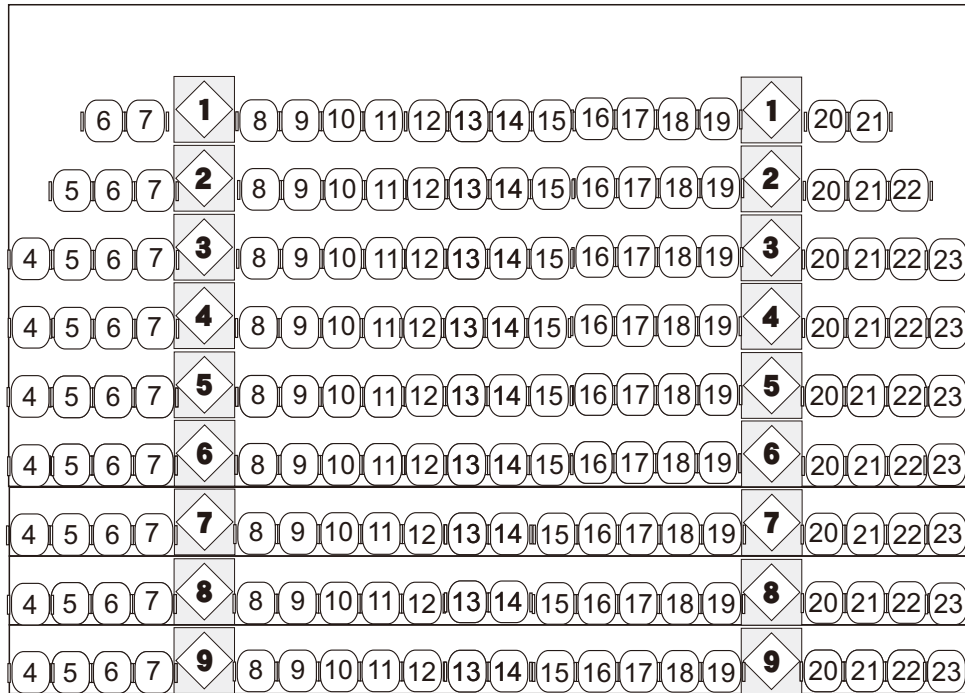 6 7 1 8 9 10 11 12 13 14 15 16 17 18 19 1 20 21
5 6 7 2 8 9 10 11 12 13 14 15 16 17 18 19 2 20 21 22
4 5 6 7 3 8 9 10 11 12 13 14 15 16 17 18 19 3 20 21 22 23
4 5 6 7 4 8 9 10 11 12 13 14 15 16 17 18 19 4 20 21 22 23
4 5 6 7 5 8 9 10 11 12 13 14 15 16 17 18 19 5 20 21 22 23
4 5 6 7 6 8 9 10 11 12 13 14 15 16 17 18 19 6 20 21 22 23
4 5 6 7 7 8 9 10 11 12 13 14 15 16 17 18 19 7 20 21 22 23
4 5 6 7 8 8 9 10 11 12 13 14 15 16 17 18 19 8 20 21 22 23
4 5 6 7 9 8 9 10 11 12 13 14 15 16 17 18 19 9 20 21 22 23